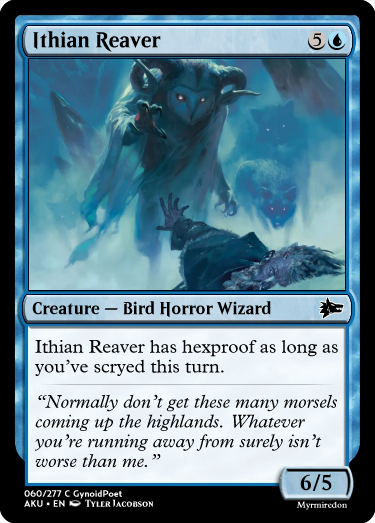 Ithian Reaver 5
Creature — Bird Horror Wizard
Ithian Reaver has hexproof as long as
you’ve scryed this turn.
“Normally don’t get these many morsels
coming up the highlands. Whatever
you’re running away from surely isn’t
worse than me.”
6/5
060/277 C GynoidPoet
AKU • EN Tyler Jacobson
Myrmiredon